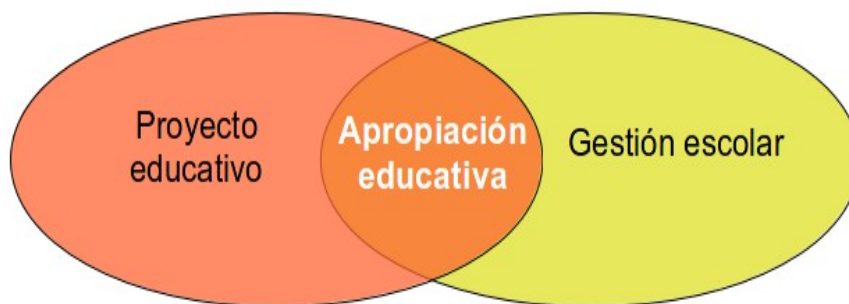 Proyecto
educativo
Apropiación
educativa
Gestión escolar